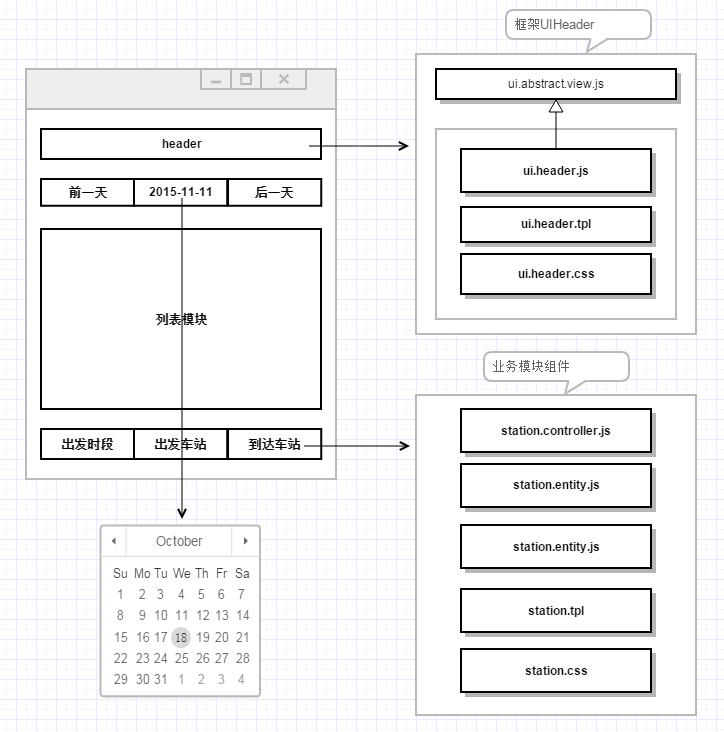 框架UIHeader
ui.abstract.view.js
header
ui.header.js
前一天 2015-11-11 后一天
ui.header.tpl
ui.header.css
列表模块
业务模块组件
出发时段 出发车站 到达车站
station.controller.js
station.entity.js
station.entity.js
station.tpl
station.css
October
Su Mo Tu We Th Fr Sa
1 2 3 4 5 6 7
8 9 10 11 12 13 14
15 16 17 18 19 20 21
22 23 24 25 26 27 28
29 30 31 1 2 3 4